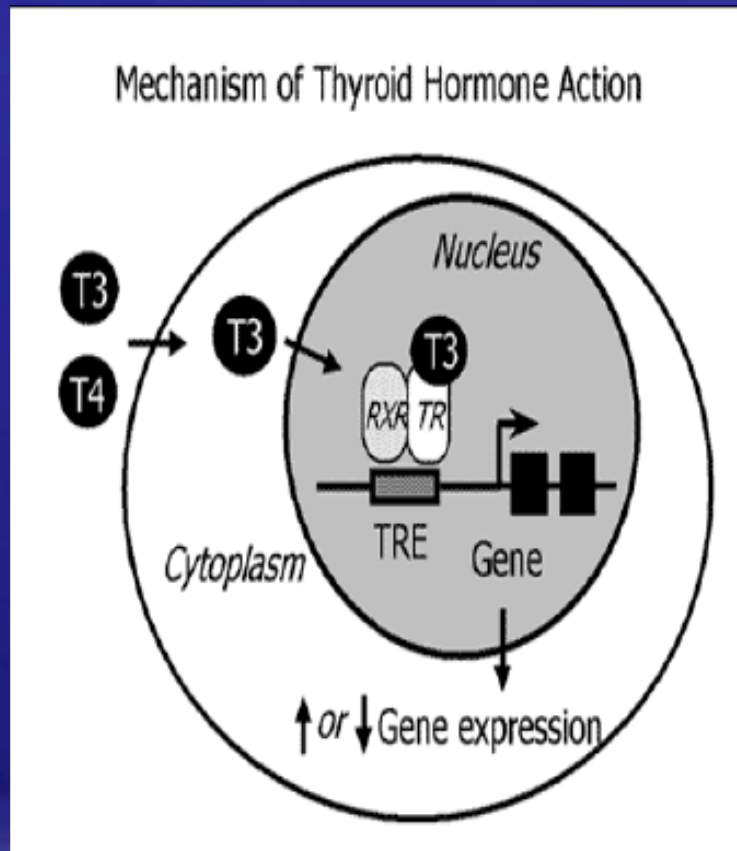 Mechanism of Thyroid Hormone Action
Nucleus
T3
T3
T3
T4
RXR TR
TRE
Gene
Cytoplasm
↑ or ↓ Gene expression